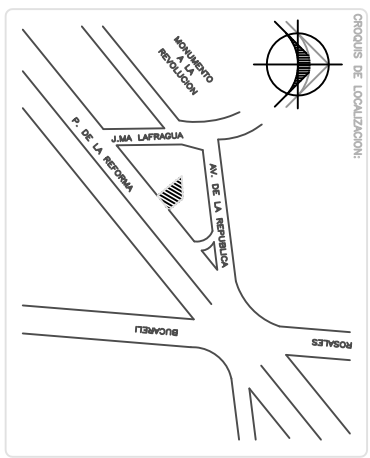 CROQUIS DE LOCALIZACION:
MONUMENTO
A LA
REVOLUCION
J.MA LAFRAGUA
P. DE LA REFORMA
AV. DE LA REPUBLICA
BUCARELI
ROSALES